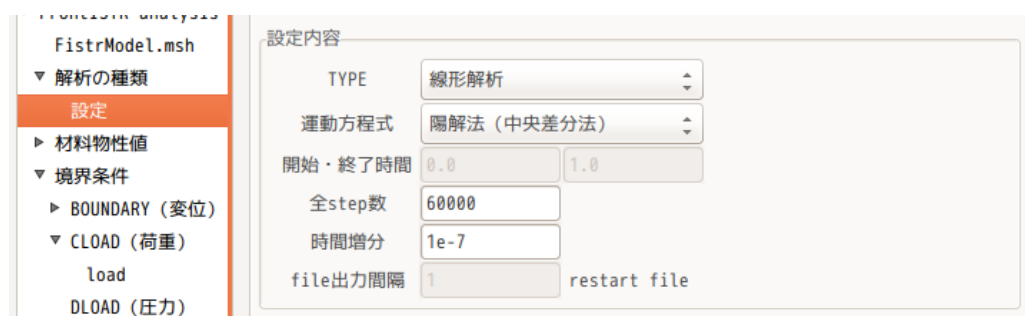 FistrModel.msh
解析の種類
設定
材料物性値
境界条件
BOUNDARY (変位)
CLOAD (荷重)
load
DLOAD (圧力)
設定内容
TYPE 線形解析
運動方程式 陽解法 (中央差分法)
開始・終了時間 0.0 1.0
全step数 60000
時間増分 1e-7
file出力間隔 1 restart file